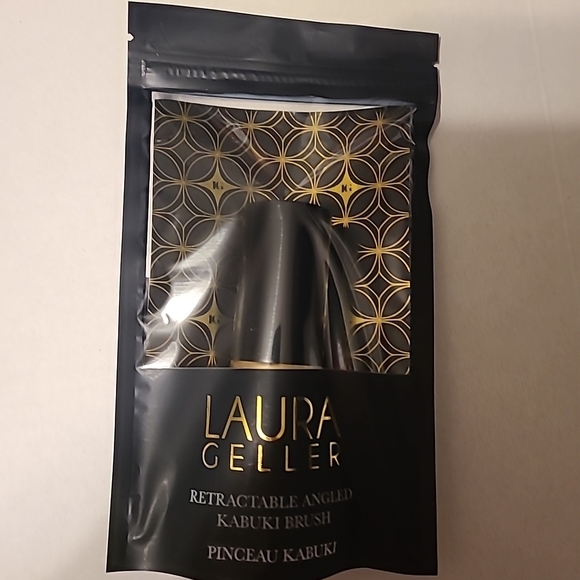 LAURA
GELLER
RETRACTABLE ANGLED
KABUKI BRUSH
PINCEAU KABUKI